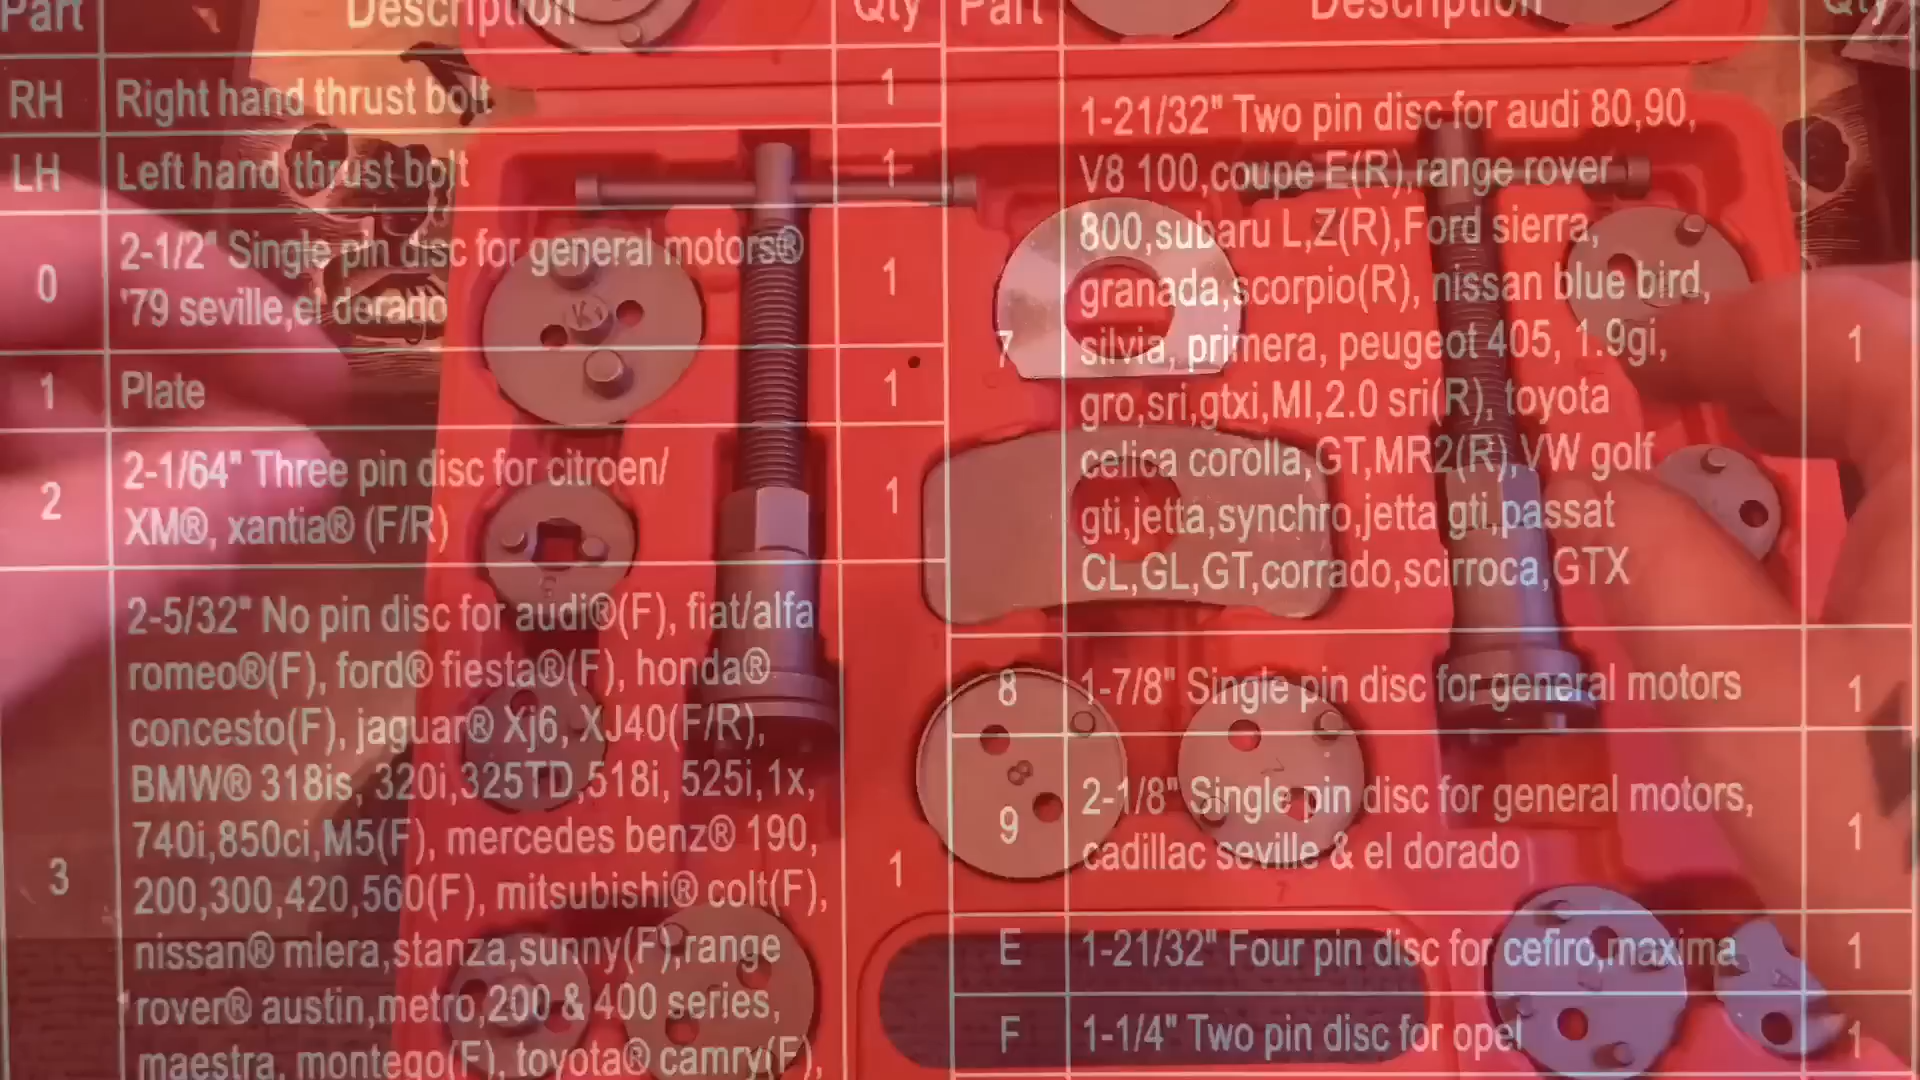 Part Description Qty
RH Right hand thrust bolt 1
LH Left hand thrust bolt 1
0 2-1/2" Single pin disc for general motors® 1
'79 seville,el dorado
1 Plate 1
2 2-1/64" Three pin disc for citroen/ 1
XM®, xantia® (F/R)
3 2-5/32" No pin disc for audi®(F), fiat/alfa 1
romeo®(F), ford® fiesta®(F), honda®
concesto(F), jaguar® Xj6, XJ40(F/R),
BMW® 318is, 320i,325TD,518i, 525i,1x,
740i,850ci,M5(F), mercedes benz® 190,
200,300,420,560(F), mitsubishi® colt(F),
nissan® mlera,stanza,sunny(F),range
rover® austin,metro,200 & 400 series,
maestra, montego(F), toyota® camry(F),
Part Description Qty
7 1-21/32" Two pin disc for audi 80,90, 1
V8 100,coupe E(R),range rover
800,subaru L,Z(R),Ford sierra,
granada,scorpio(R), nissan blue bird,
silvia, primera, peugeot 405, 1.9gi,
gro,sri,gtxi,MI,2.0 sri(R), toyota
celica corolla,GT,MR2(R),VW golf
gti,jetta,synchro,jetta gti,passat
CL,GL,GT,corrado,scirroca,GTX
8 1-7/8" Single pin disc for general motors 1
9 2-1/8" Single pin disc for general motors, 1
cadillac seville & el dorado
E 1-21/32" Four pin disc for cefiro,maxima 1
F 1-1/4" Two pin disc for opel 1
K1
8
7
7